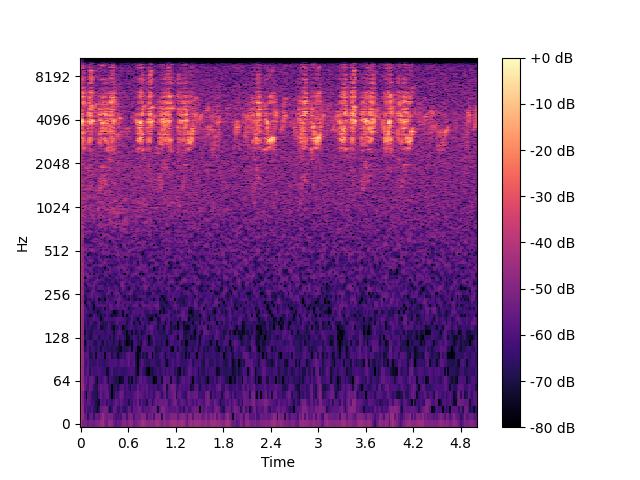 8192
4096
2048
1024
512
256
128
64
0
Hz
0 0.6 1.2 1.8 2.4 3 3.6 4.2 4.8
Time
+0 dB
-10 dB
-20 dB
-30 dB
-40 dB
-50 dB
-60 dB
-70 dB
-80 dB